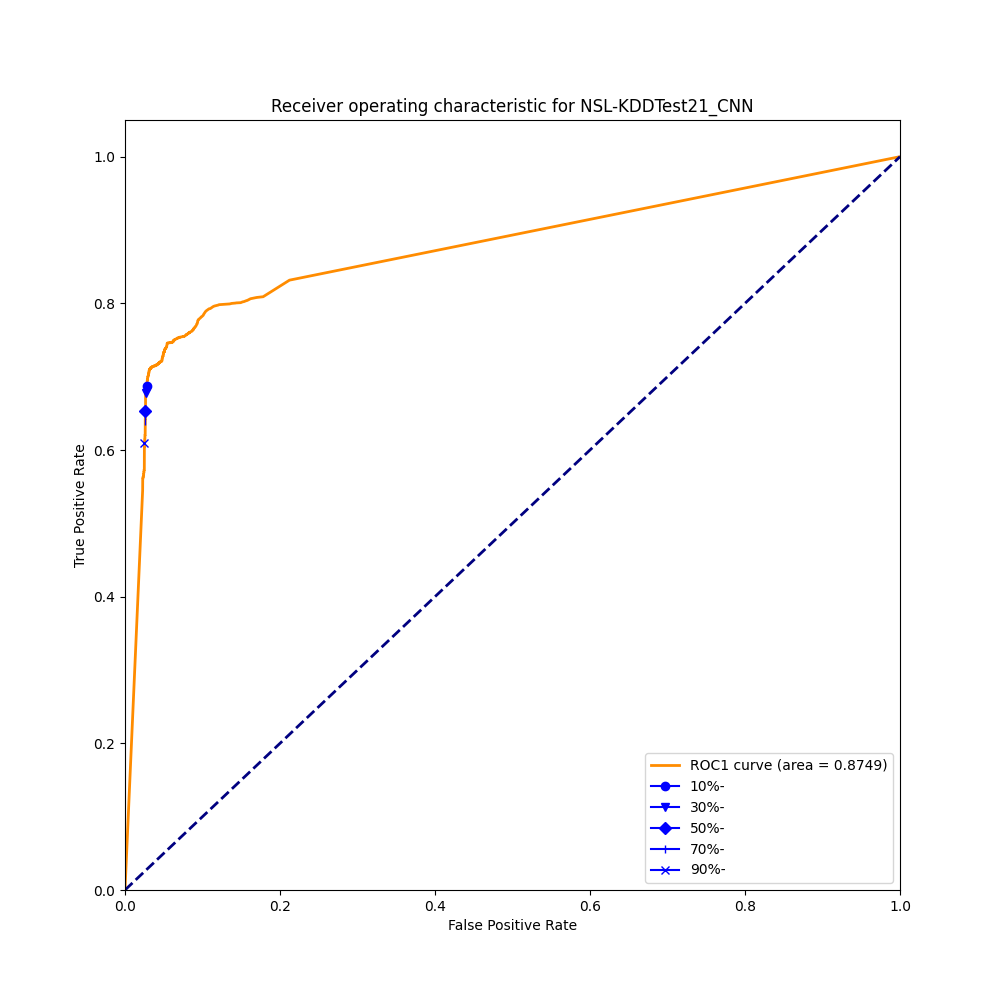 Receiver operating characteristic for NSL-KDDTest21_CNN
1.0
0.8
0.6
0.4
0.2
0.0
True Positive Rate
ROC1 curve (area = 0.8749)
10%-
30%-
50%-
70%-
90%-
0.0 0.2 0.4 0.6 0.8 1.0
False Positive Rate